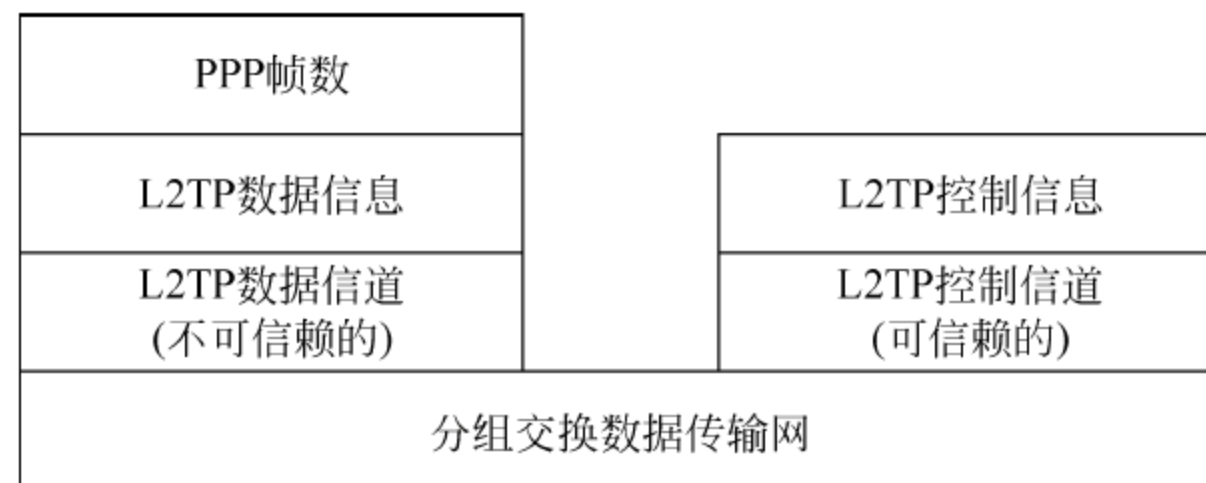 PPP帧数
L2TP数据信息
L2TP控制信息
L2TP数据信道
(不可信赖的)
L2TP控制信道
(可信赖的)
分组交换数据传输网